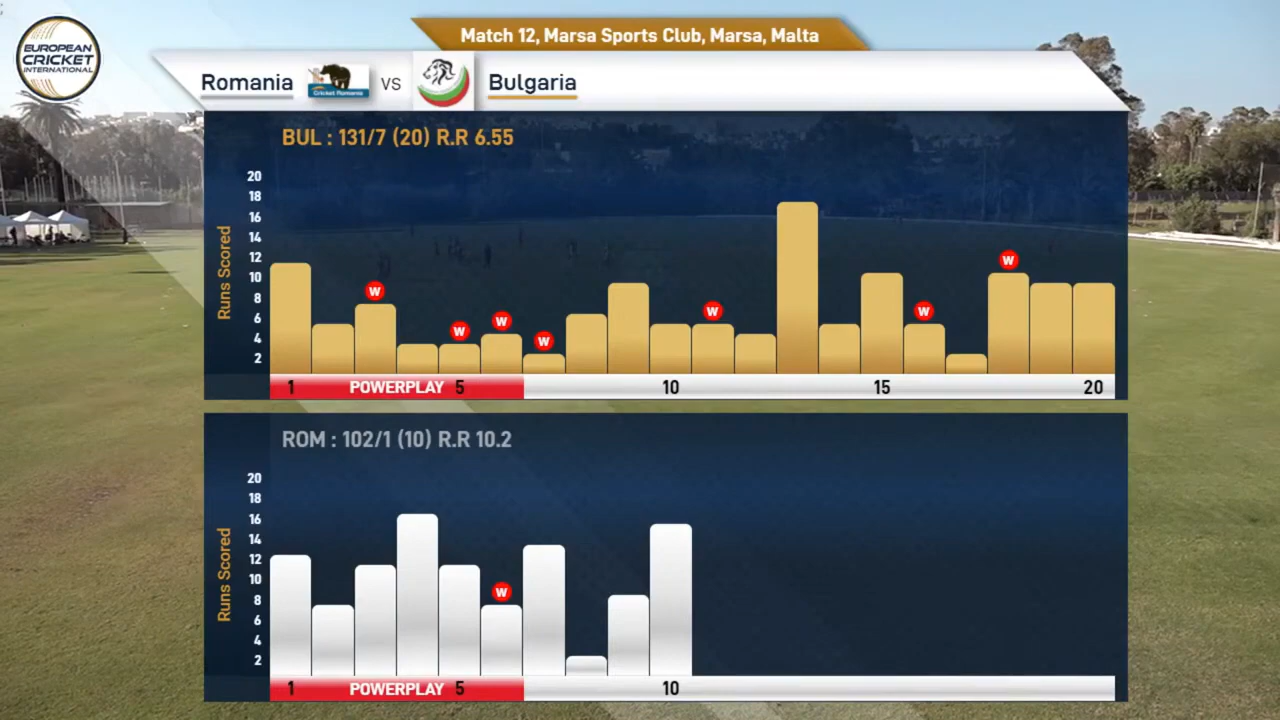 EUROPEAN
CRICKET
INTERNATIONAL
Match 12, Marsa Sports Club, Marsa, Malta
Romania Cricket Romania vs Bulgaria
BUL : 131/7 (20) R.R 6.55
Runs Scored
20
18
16
14
12
10
8
6
4
2
W W W W W W W
1 POWERPLAY 5 10 15 20
ROM : 102/1 (10) R.R 10.2
Runs Scored
20
18
16
14
12
10
8
6
4
2
W
1 POWERPLAY 5 10